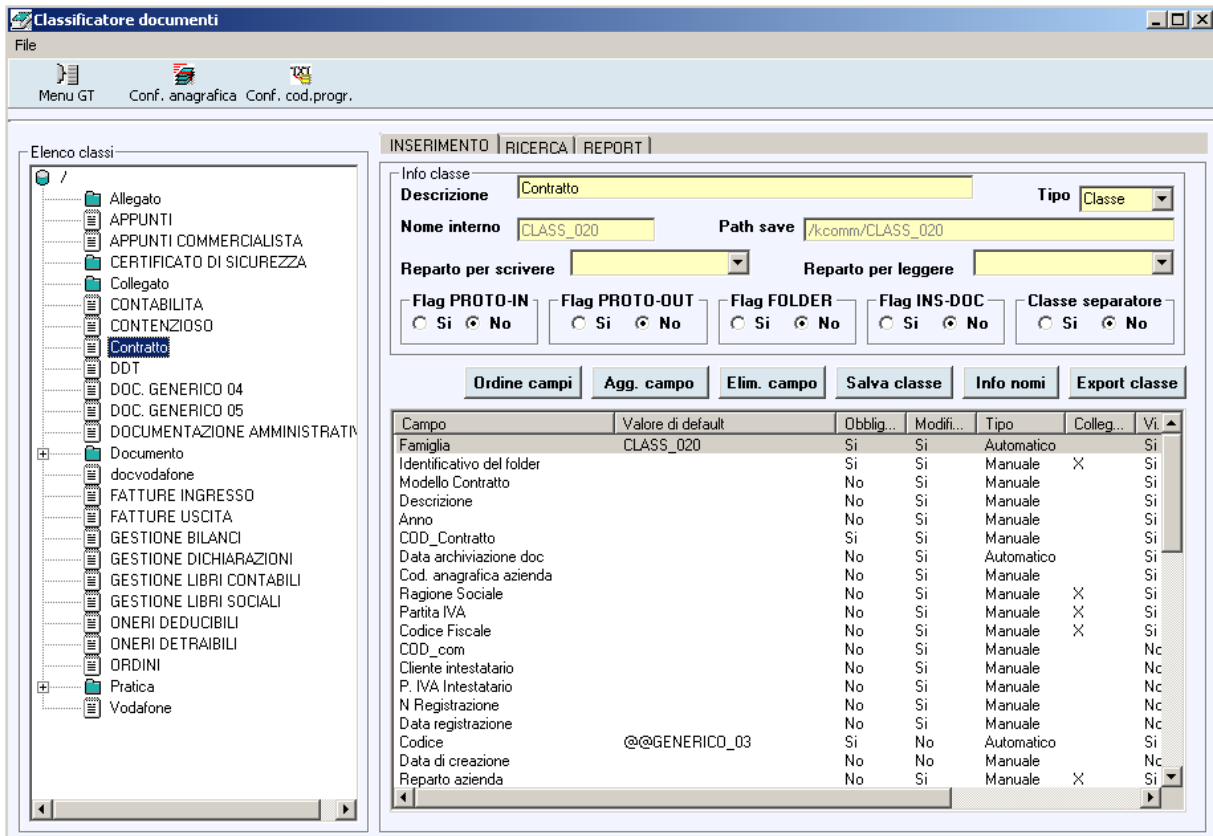 Classificatore documenti
File
Menu GT Conf. anagrafica Conf. cod.progr.
Elenco classi
/
Allegato
APPUNTI
APPUNTI COMMERCIALISTA
CERTIFICATO DI SICUREZZA
Collegato
CONTABILITA
CONTENZIOSO
Contratto
DDT
DOC. GENERICO 04
DOC. GENERICO 05
DOCUMENTAZIONE AMMINISTRATIV
Documento
docvodafone
FATTURE INGRESSO
FATTURE USCITA
GESTIONE BILANCI
GESTIONE DICHIARAZIONI
GESTIONE LIBRI CONTABILI
GESTIONE LIBRI SOCIALI
ONERI DEDUCIBILI
ONERI DETRAIBILI
ORDINI
Pratica
Vodafone
INSERIMENTO RICERCA REPORT
Info classe
Descrizione Contratto Tipo Classe
Nome interno CLASS_020 Path save /kcomm/CLASS_020
Reparto per scrivere Reparto per leggere
Flag PROTO-IN Flag PROTO-OUT Flag FOLDER Flag INS-DOC Classe separatore
Si No Si No Si No Si No Si No
Ordine campi Agg. campo Elim. campo Salva classe Info nomi Export classe
Campo Valore di default Obblig... Modifi... Tipo Colleg... Vi.
Famiglia CLASS_020 Si Si Automatico Si
Identificativo del folder Si Si Manuale X Si
Modello Contratto No Si Manuale Si
Descrizione No Si Manuale Si
Anno No Si Manuale Si
COD_Contratto Si Si Manuale Si
Data archiviazione doc No Si Automatico Si
Cod. anagrafica azienda No Si Manuale Si
Ragione Sociale No Si Manuale X Si
Partita IVA No Si Manuale X Si
Codice Fiscale No Si Manuale X Si
COD_com No Si Manuale No
Cliente intestatario No Si Manuale No
P. IVA Intestatario No Si Manuale No
N Registrazione No Si Manuale No
Data registrazione No Si Manuale No
Codice @@GENERICO_03 Si No Automatico Si
Data di creazione No No Manuale No
Reparto azienda No Si Manuale X Si